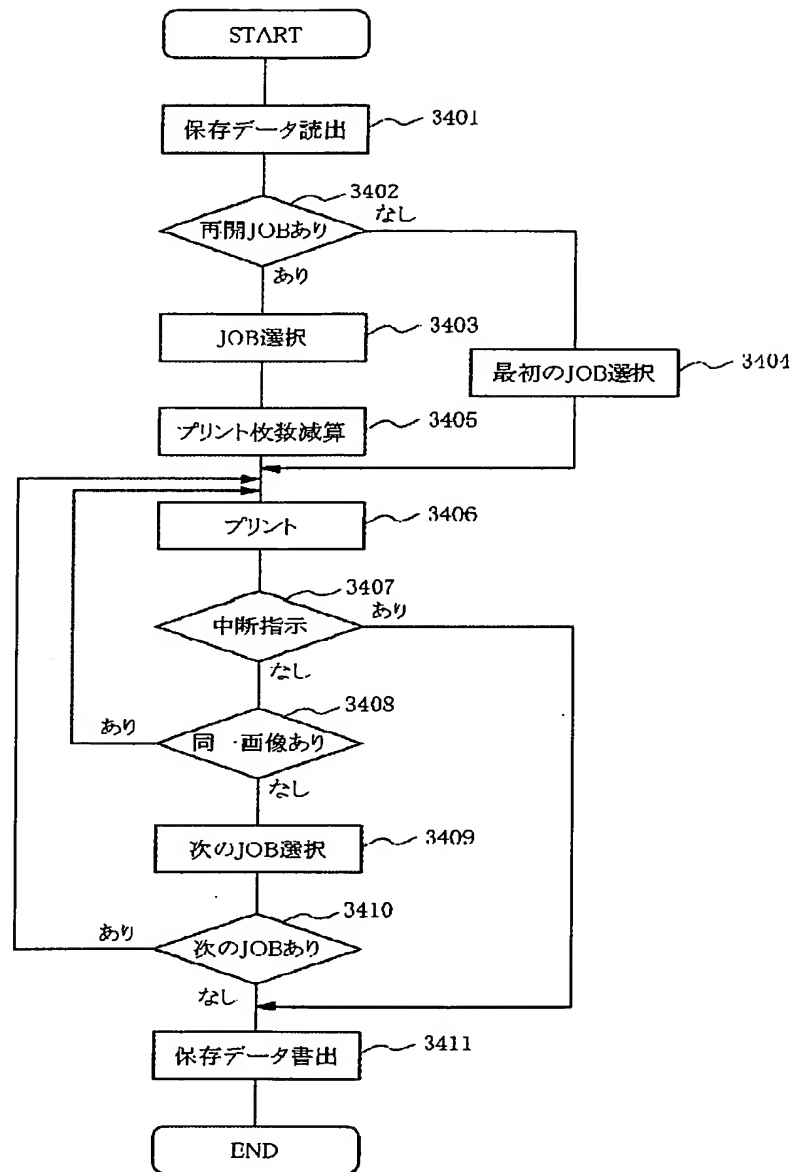 START
保存データ読出
3401
3402
再開JOBあり
なし
あり
JOB選択
3403
最初のJOB選択
3404
プリント枚数減算
3405
プリント
3406
3407
中断指示
あり
なし
3408
同一画像あり
あり
なし
次のJOB選択
3409
3410
次のJOBあり
あり
なし
保存データ書出
3411
END